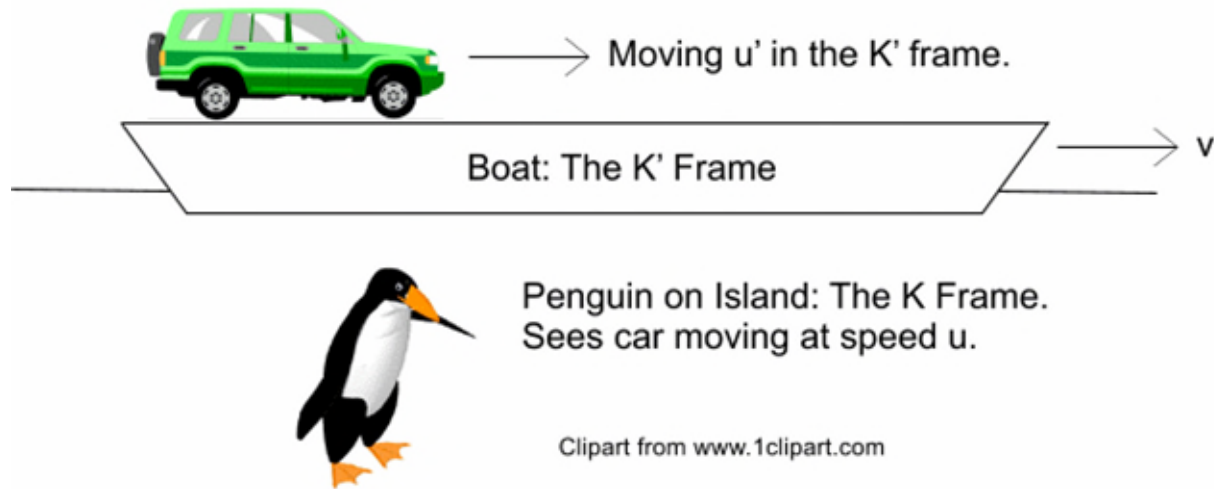 Moving u’ in the K’ frame.
v
Boat: The K’ Frame
Penguin on Island: The K Frame.
Sees car moving at speed u.
Clipart from www.1clipart.com